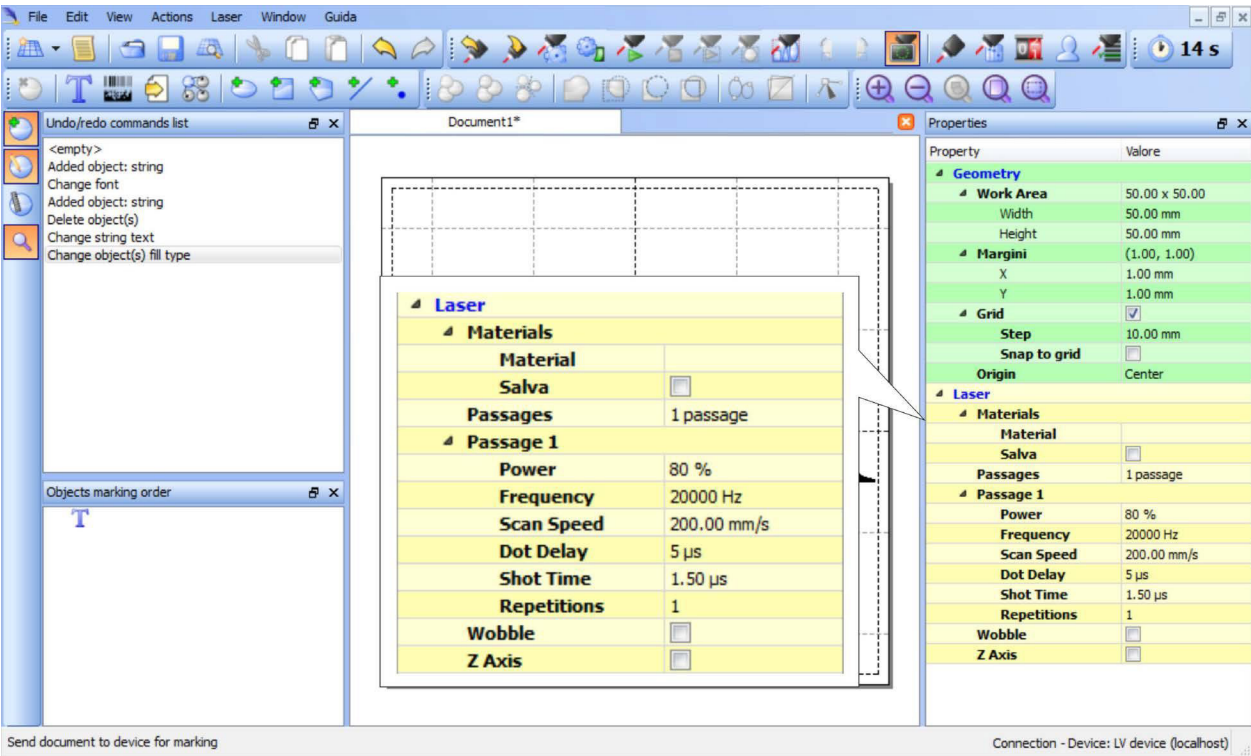 File Edit View Actions Laser Window Guida
14 s
Undo/redo commands list
<empty>
Added object: string
Change font
Added object: string
Delete object(s)
Change string text
Change object(s) fill type
Objects marking order
T
Document1*
Laser
Materials
Material
Salva
Passages 1 passage
Passage 1
Power 80 %
Frequency 20000 Hz
Scan Speed 200.00 mm/s
Dot Delay 5 µs
Shot Time 1.50 µs
Repetitions 1
Wobble
Z Axis
Properties
Property Valore
Geometry
Work Area 50.00 x 50.00
Width 50.00 mm
Height 50.00 mm
Margini (1.00, 1.00)
X 1.00 mm
Y 1.00 mm
Grid
Step 10.00 mm
Snap to grid
Origin Center
Laser
Materials
Material
Salva
Passages 1 passage
Passage 1
Power 80 %
Frequency 20000 Hz
Scan Speed 200.00 mm/s
Dot Delay 5 µs
Shot Time 1.50 µs
Repetitions 1
Wobble
Z Axis
Send document to device for marking
Connection - Device: LV device (localhost)